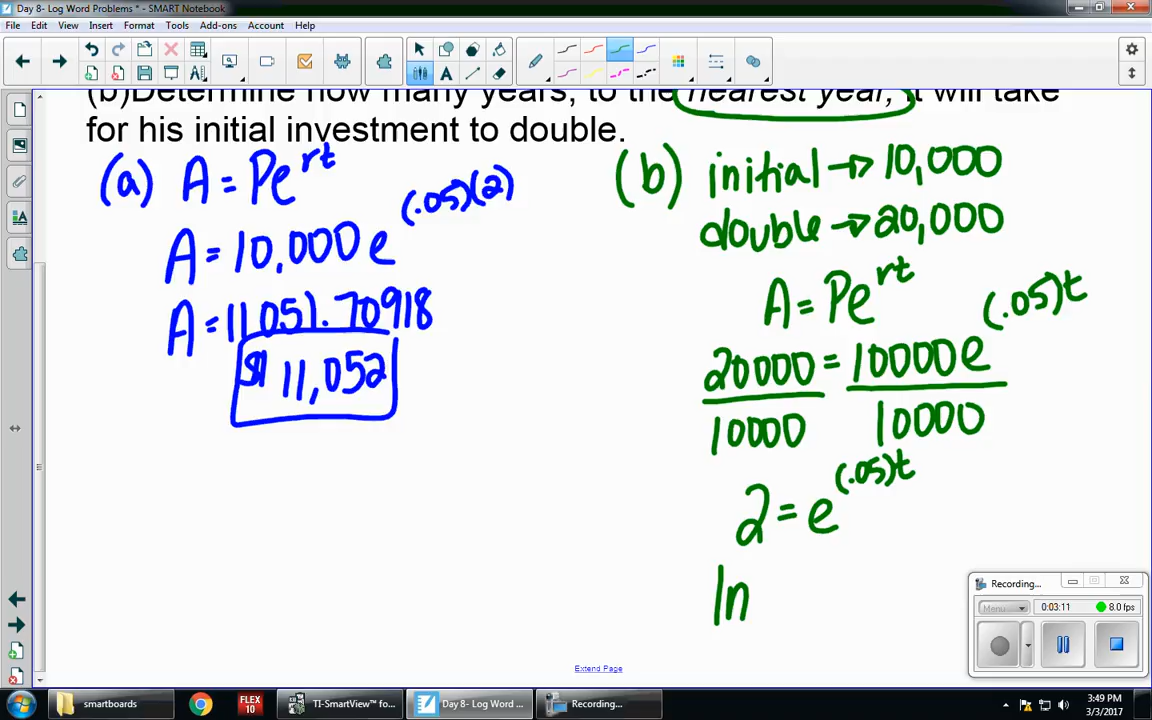 Day 8- Log Word Problems * - SMART Notebook
File Edit View Insert Format Tools Draw Account Help
(b)Determine how many years, to the nearest year, it will take
for his initial investment to double.
(a) A = Pe^rt
A = 10,000e^(.05)(2)
A = 11051.70918
$11,052
(b) initial → 10,000
double → 20,000
A = Pe^rt
20000 = 10000e^(.05)t
10000 10000
2 = e^(.05)t
ln
Recording...
Menu
0:03:11 8.0 fps
Extend Page
smartboards
FLEX
10
TI-SmartView™ fo...
Day 8- Log Word ...
Recording...
3:49 PM
3/3/2017